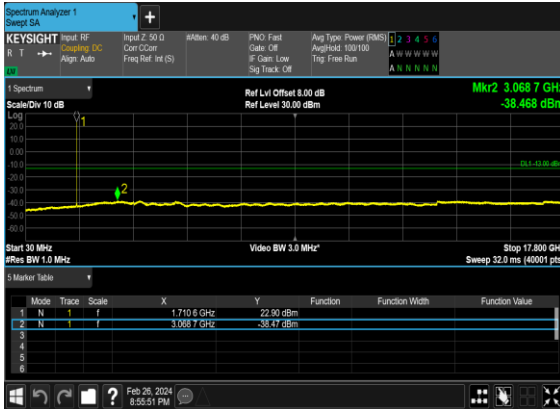 Spectrum Analyzer 1
Swept SA
+
KEYSIGHT
R T
LV
Input: RF
Coupling: DC
Align: Auto
Input Z: 50 Ω
Corr CCorr
Freq Ref: Int (S)
#Atten: 40 dB
PNO: Fast
Gate: Off
IF Gain: Low
Sig Track: Off
Avg Type: Power (RMS)
Avg|Hold: 100/100
Trig: Free Run
1 2 3 4 5 6
A W W W W W
A N N N N N
1 Spectrum
Scale/Div 10 dB
Ref Lvl Offset 8.00 dB
Ref Level 30.00 dBm
Mkr2 3.068 7 GHz
-38.468 dBm
Log
20.0
10.0
0.00
-10.0
-20.0
-30.0
-40.0
-50.0
-60.0
1
2
DL1 -13.00 dBm
Start 30 MHz
#Res BW 1.0 MHz
Video BW 3.0 MHz*
Stop 17.800 GHz
Sweep 32.0 ms (40001 pts)
5 Marker Table
Mode Trace Scale X Y Function Function Width Function Value
1 N 1 f 1.710 6 GHz 22.90 dBm
2 N 1 f 3.068 7 GHz -38.47 dBm
3
4
5
6
?
Feb 26, 2024
8:55:51 PM